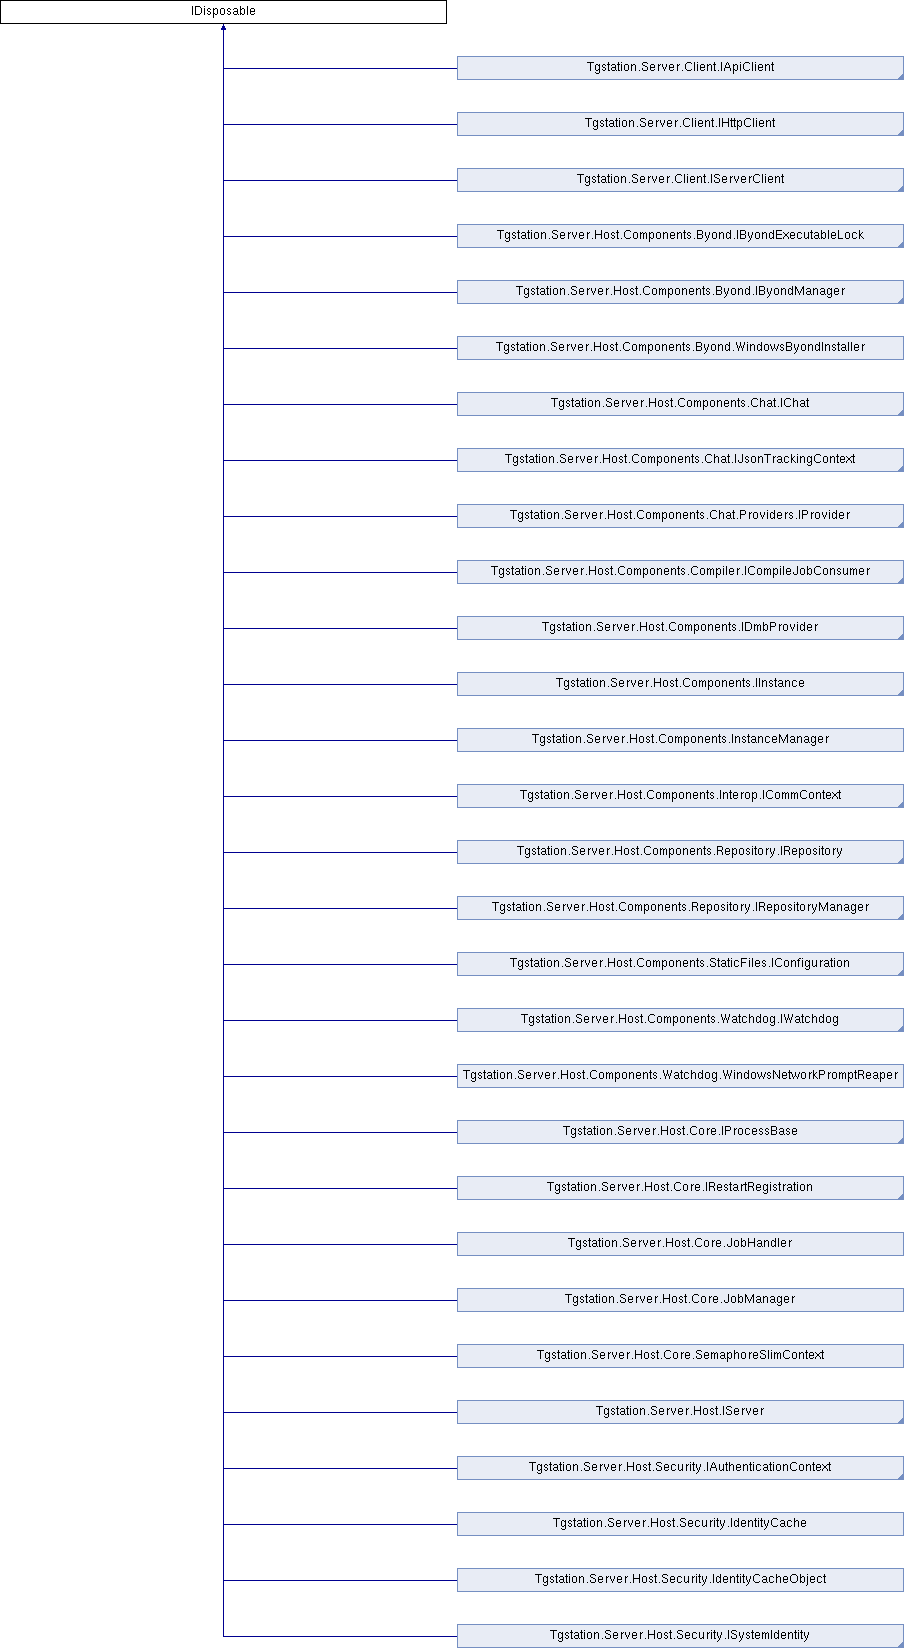 IDisposable
Tgstation.Server.Client.IApiClient
Tgstation.Server.Client.IHttpClient
Tgstation.Server.Client.IServerClient
Tgstation.Server.Host.Components.Byond.IByondExecutableLock
Tgstation.Server.Host.Components.Byond.IByondManager
Tgstation.Server.Host.Components.Byond.WindowsByondInstaller
Tgstation.Server.Host.Components.Chat.IChat
Tgstation.Server.Host.Components.Chat.IJsonTrackingContext
Tgstation.Server.Host.Components.Chat.Providers.IProvider
Tgstation.Server.Host.Components.Compiler.ICompileJobConsumer
Tgstation.Server.Host.Components.IDmbProvider
Tgstation.Server.Host.Components.IInstance
Tgstation.Server.Host.Components.InstanceManager
Tgstation.Server.Host.Components.Interop.ICommContext
Tgstation.Server.Host.Components.Repository.IRepository
Tgstation.Server.Host.Components.Repository.IRepositoryManager
Tgstation.Server.Host.Components.StaticFiles.IConfiguration
Tgstation.Server.Host.Components.Watchdog.IWatchdog
Tgstation.Server.Host.Components.Watchdog.WindowsNetworkPromptReaper
Tgstation.Server.Host.Core.IProcessBase
Tgstation.Server.Host.Core.IRestartRegistration
Tgstation.Server.Host.Core.JobHandler
Tgstation.Server.Host.Core.JobManager
Tgstation.Server.Host.Core.SemaphoreSlimContext
Tgstation.Server.Host.IServer
Tgstation.Server.Host.Security.IAuthenticationContext
Tgstation.Server.Host.Security.IdentityCache
Tgstation.Server.Host.Security.IdentityCacheObject
Tgstation.Server.Host.Security.ISystemIdentity